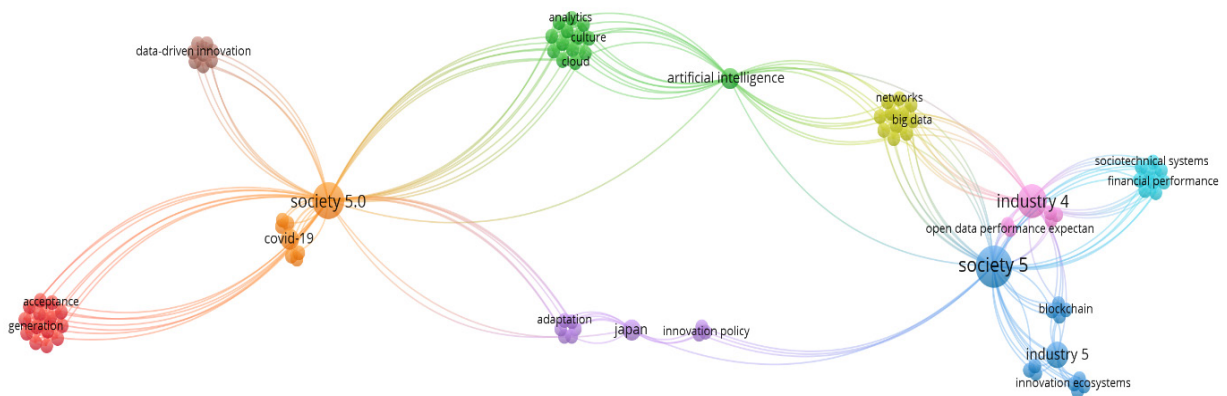 analytics
culture
cloud
data-driven innovation
artificial intelligence
networks
big data
sociotechnical systems
financial performance
society 5.0
industry 4
covid-19
open data performance expectan
society 5
acceptance
generation
adaptation
japan
innovation policy
blockchain
industry 5
innovation ecosystems